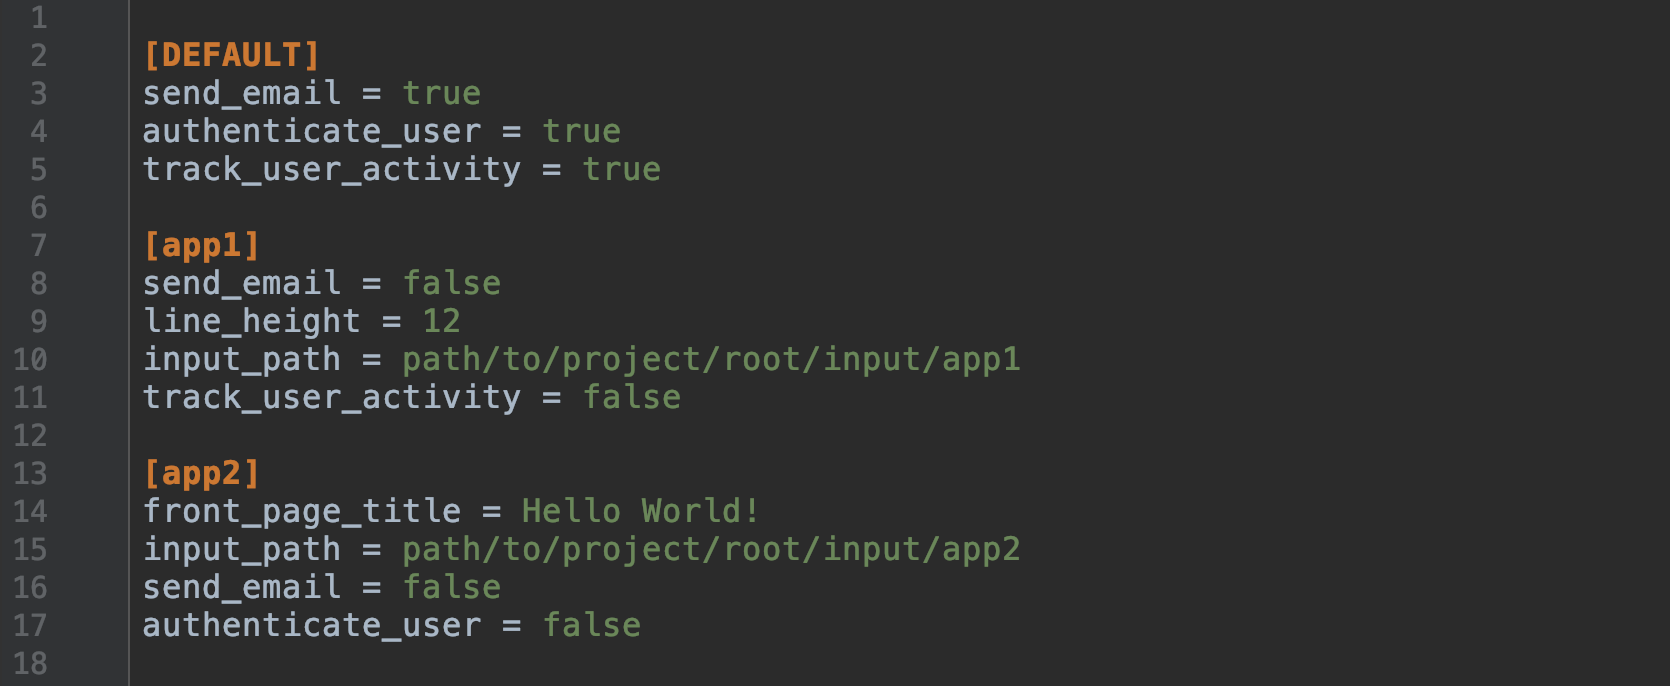 1
2 [DEFAULT]
3 send_email = true
4 authenticate_user = true
5 track_user_activity = true
6
7 [app1]
8 send_email = false
9 line_height = 12
10 input_path = path/to/project/root/input/app1
11 track_user_activity = false
12
13 [app2]
14 front_page_title = Hello World!
15 input_path = path/to/project/root/input/app2
16 send_email = false
17 authenticate_user = false
18